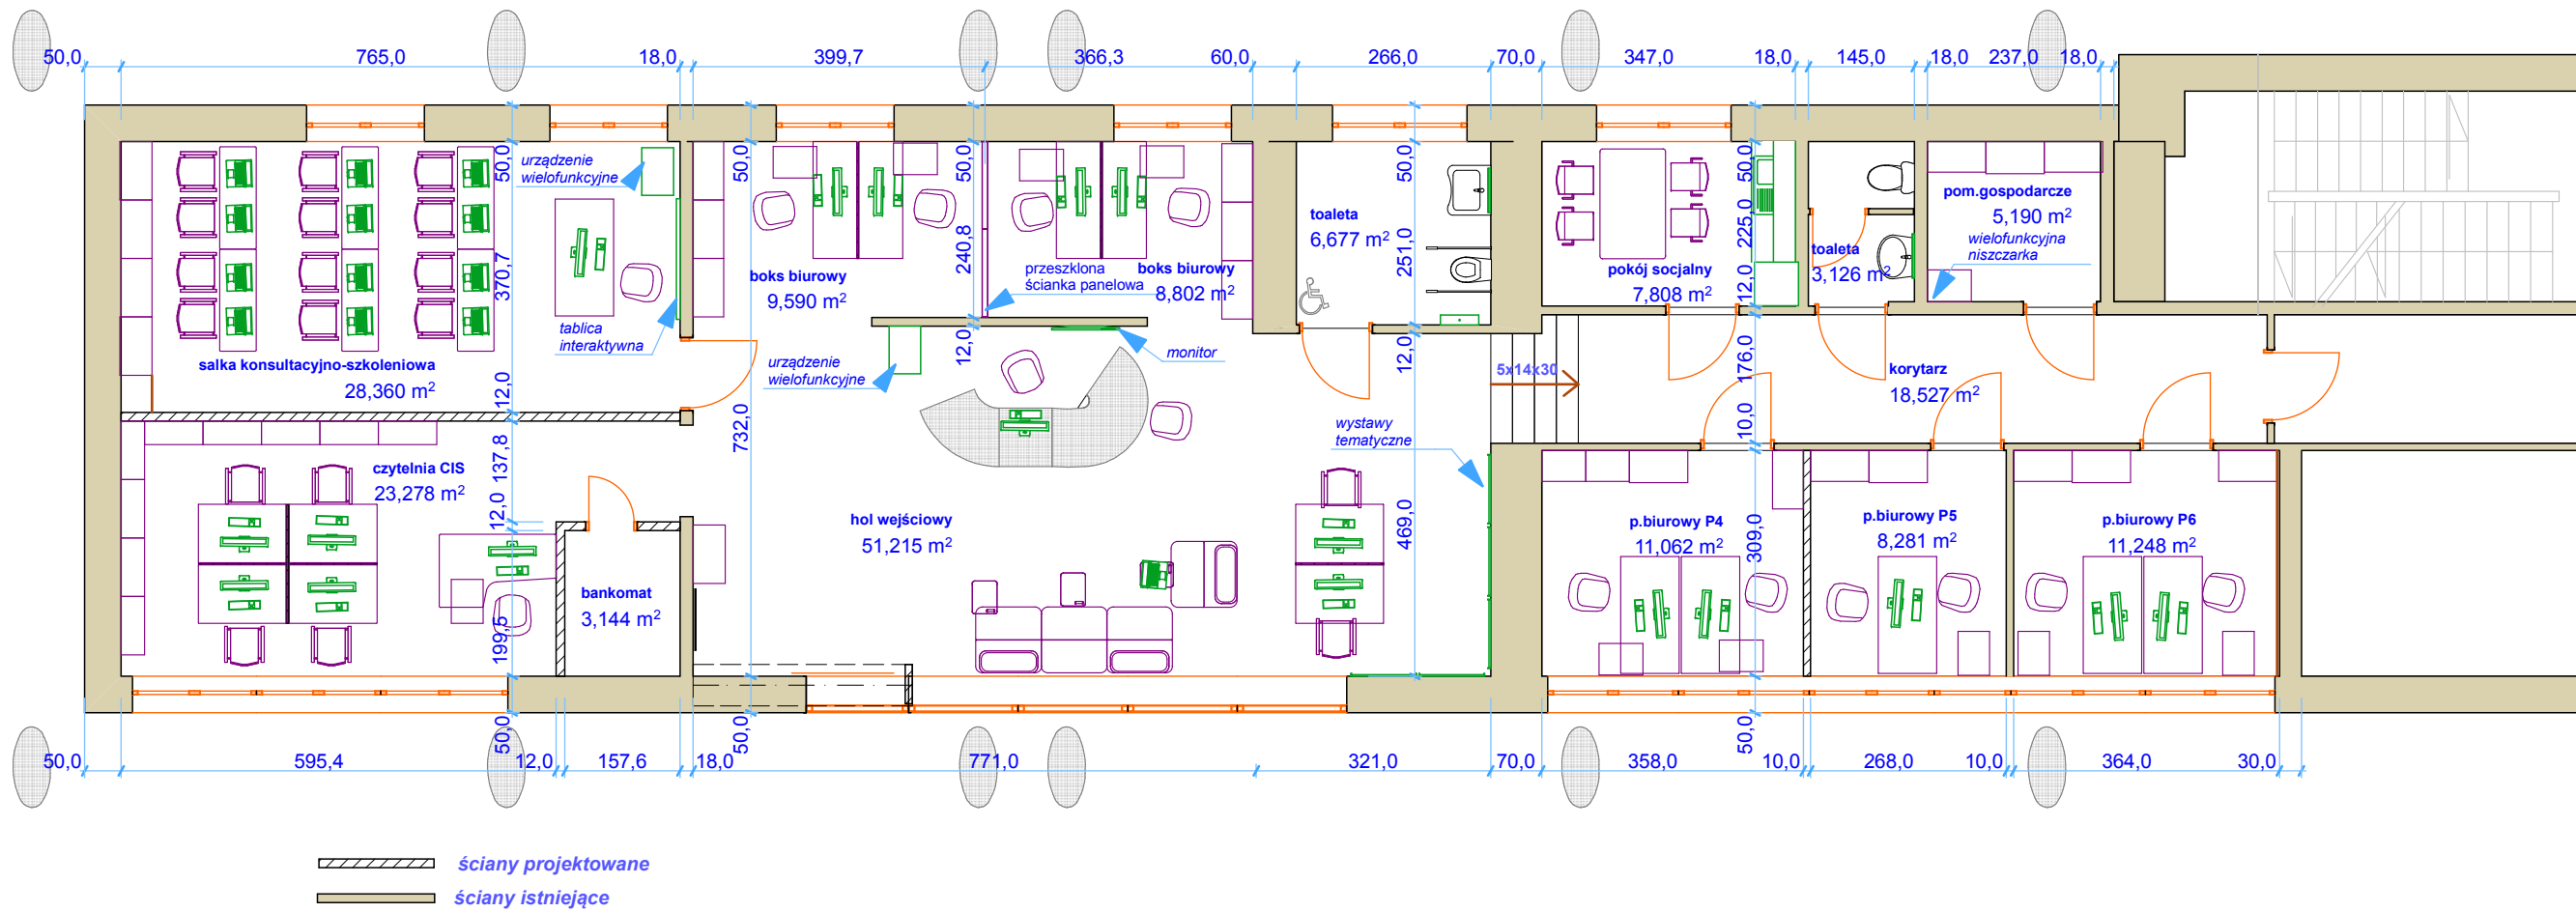 50,0 765,0 18,0 399,7 366,3 60,0 266,0 70,0 347,0 18,0 145,0 18,0 237,0 18,0
50,0
50,0
50,0
50,0
50,0
urządzenie
wielofunkcyjne
370,7
tablica
interaktywna
salka konsultacyjno-szkoleniowa
28,360 m²
12,0
boks biurowy
9,590 m²
240,8
przeszklona
ścianka panelowa
boks biurowy
8,802 m²
12,0
monitor
urządzenie
wielofunkcyjne
toaleta
6,677 m²
251,0
12,0
pokój socjalny
7,808 m²
225,0
12,0
toaleta
3,126 m²
pom.gospodarcze
5,190 m²
wielofunkcyjna
niszczarka
5x14x30
176,0
korytarz
18,527 m²
10,0
wystawy
tematyczne
732,0
137,8
czytelnia CIS
23,278 m²
12,0
199,5
bankomat
3,144 m²
hol wejściowy
51,215 m²
469,0
p.biurowy P4
11,062 m²
309,0
p.biurowy P5
8,281 m²
p.biurowy P6
11,248 m²
50,0
50,0
50,0
50,0 595,4 12,0 157,6 18,0 771,0 321,0 70,0 358,0 10,0 268,0 10,0 364,0 30,0
ściany projektowane
ściany istniejące